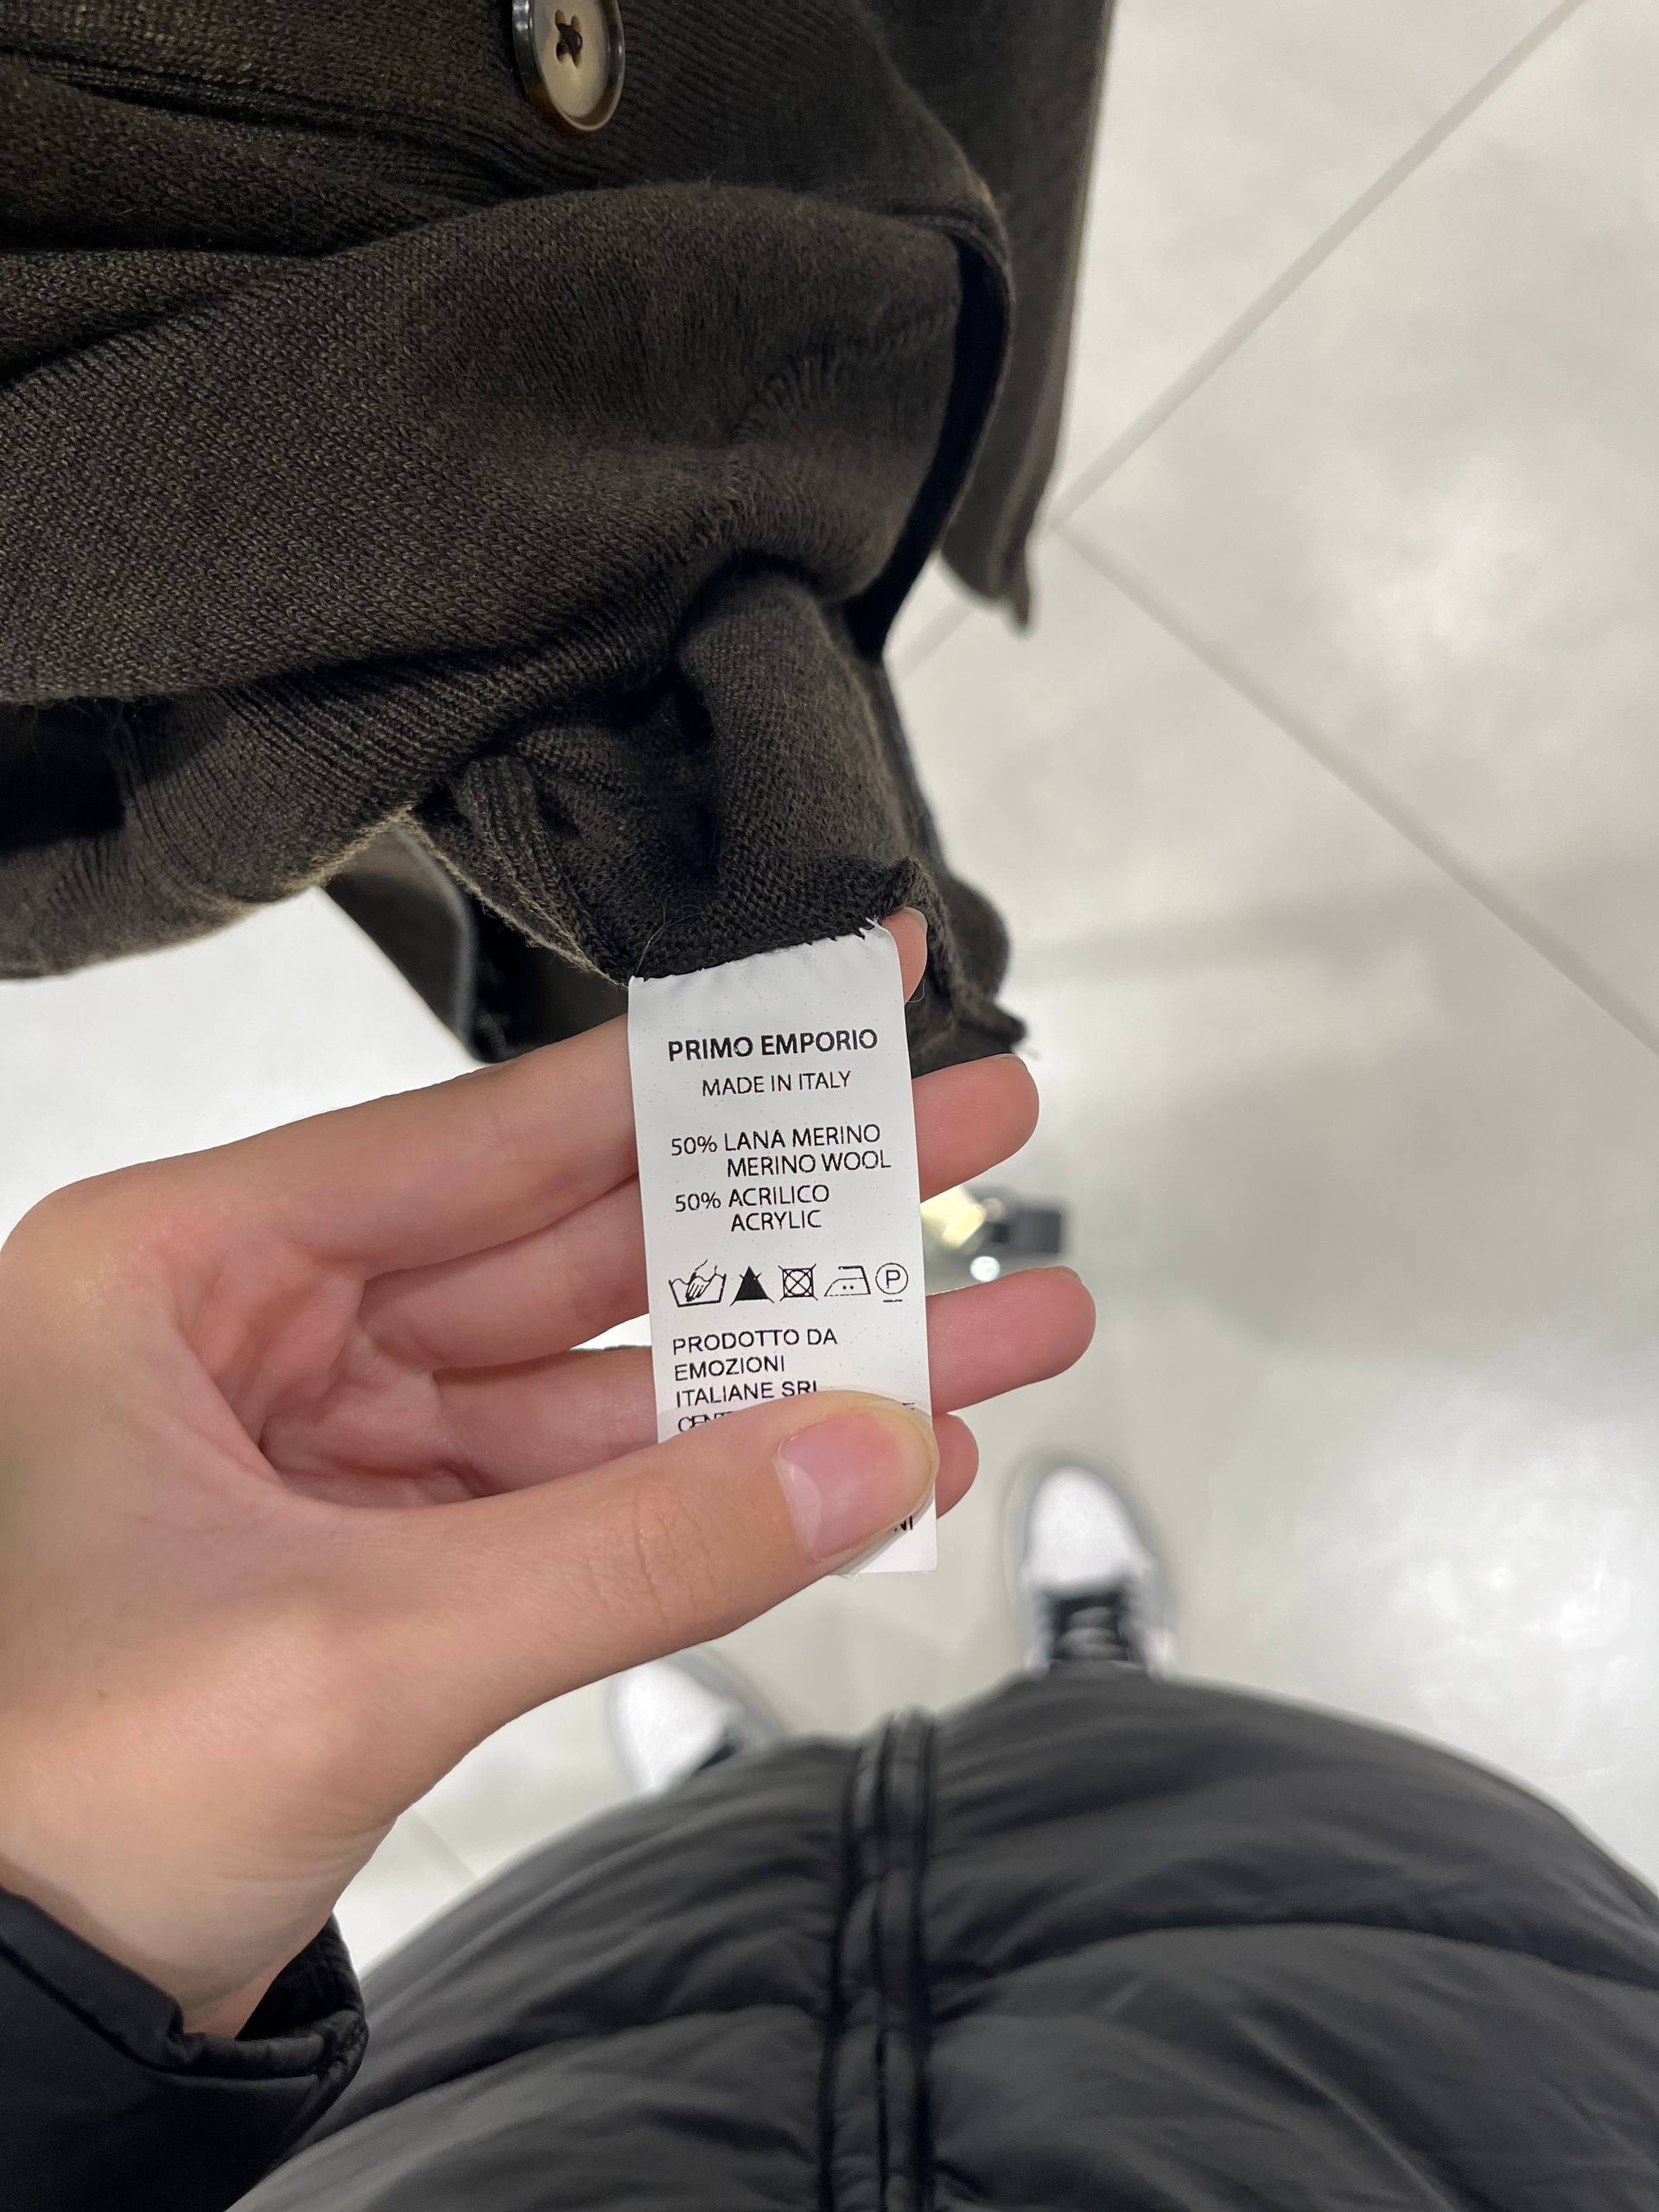 PRIMO EMPORIO
MADE IN ITALY
50% LANA MERINO
MERINO WOOL
50% ACRILICO
ACRYLIC
P
PRODOTTO DA
EMOZIONI
ITALIANE SRL